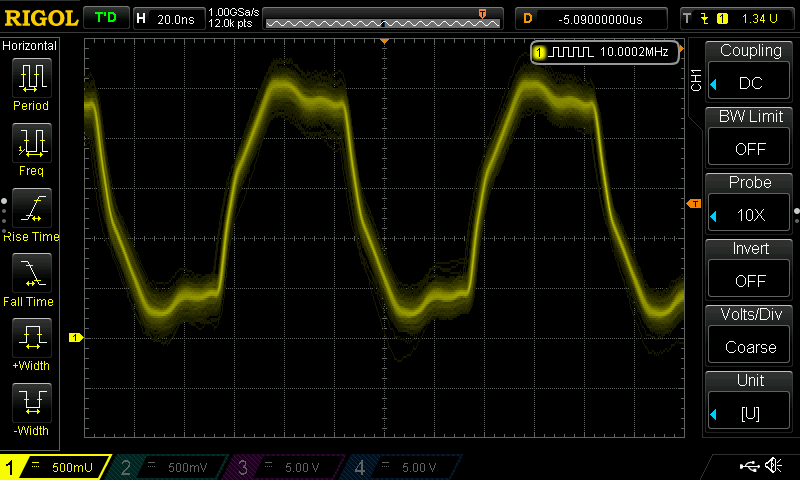 RIGOL T'D H 20.0ns 1.00GSa/s
12.0k pts D -5.09000000us T 1 1.34 U
Horizontal
Period
Freq
Rise Time
Fall Time
+Width
-Width
1 10.0002MHz
T
1
CH1
Coupling
DC
BW Limit
OFF
Probe
10X
Invert
OFF
Volts/Div
Coarse
Unit
[U]
1 500mU 2 500mV 3 5.00 V 4 5.00 V